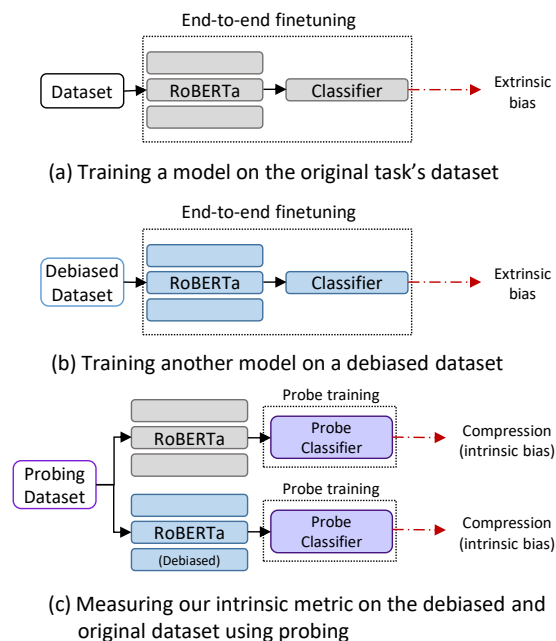 End-to-end finetuning
Dataset
RoBERTa
Classifier
Extrinsic
bias
(a) Training a model on the original task's dataset
End-to-end finetuning
Debiased
Dataset
RoBERTa
Classifier
Extrinsic
bias
(b) Training another model on a debiased dataset
Probe training
Probing
Dataset
RoBERTa
Probe
Classifier
Compression
(intrinsic bias)
Probe training
RoBERTa
(Debiased)
Probe
Classifier
Compression
(intrinsic bias)
(c) Measuring our intrinsic metric on the debiased and
original dataset using probing